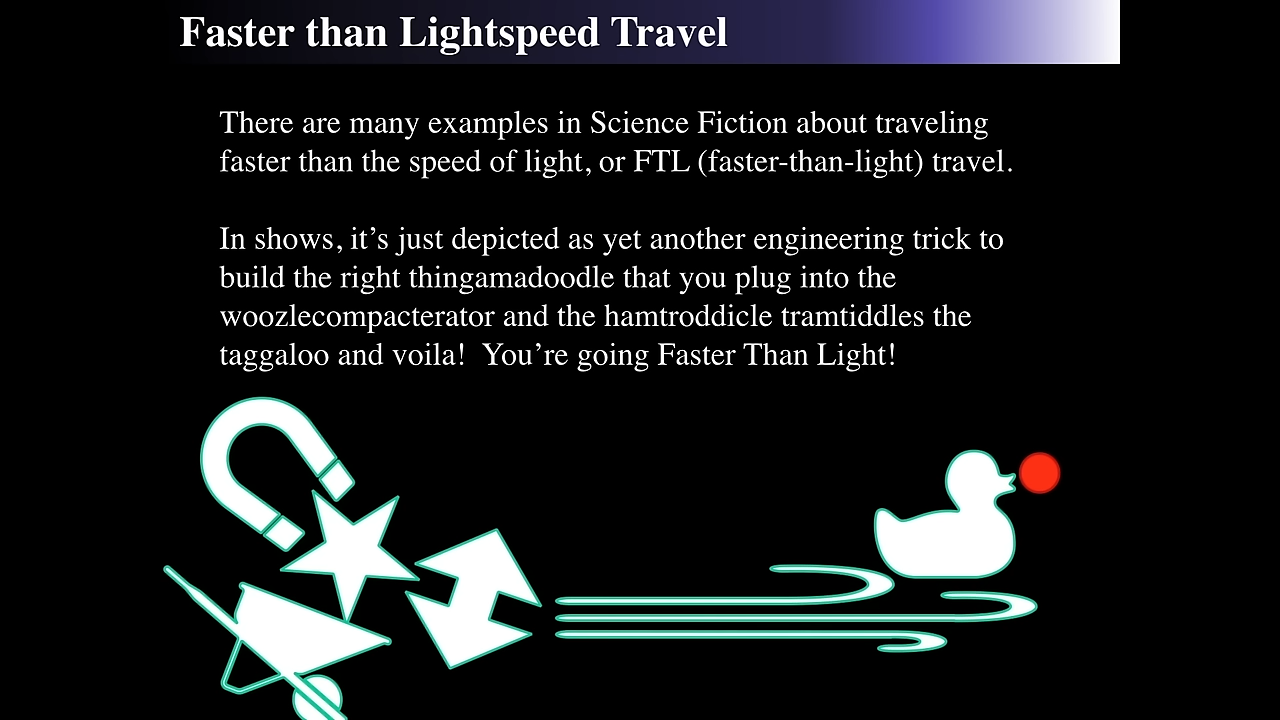 Faster than Lightspeed Travel
There are many examples in Science Fiction about traveling
faster than the speed of light, or FTL (faster-than-light) travel.
In shows, it’s just depicted as yet another engineering trick to
build the right thingamadoodle that you plug into the
woozlecompacterator and the hamtroddicle tramtiddles the
taggaloo and voila!  You’re going Faster Than Light!